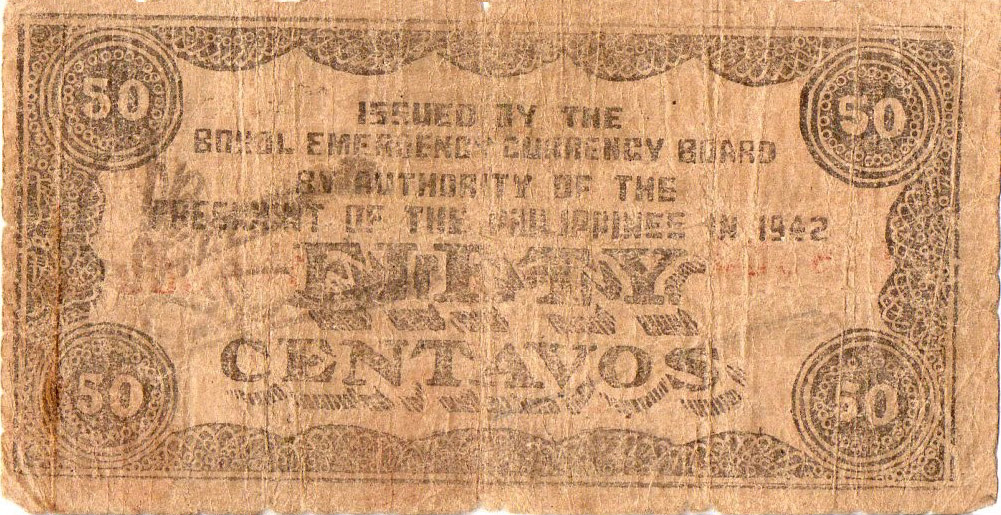 50 50
ISSUED BY THE
BOHOL EMERGENCY CURRENCY BOARD
BY AUTHORITY OF THE
PRESIDENT OF THE PHILIPPINES IN 1942
FIFTY
CENTAVOS
50 50